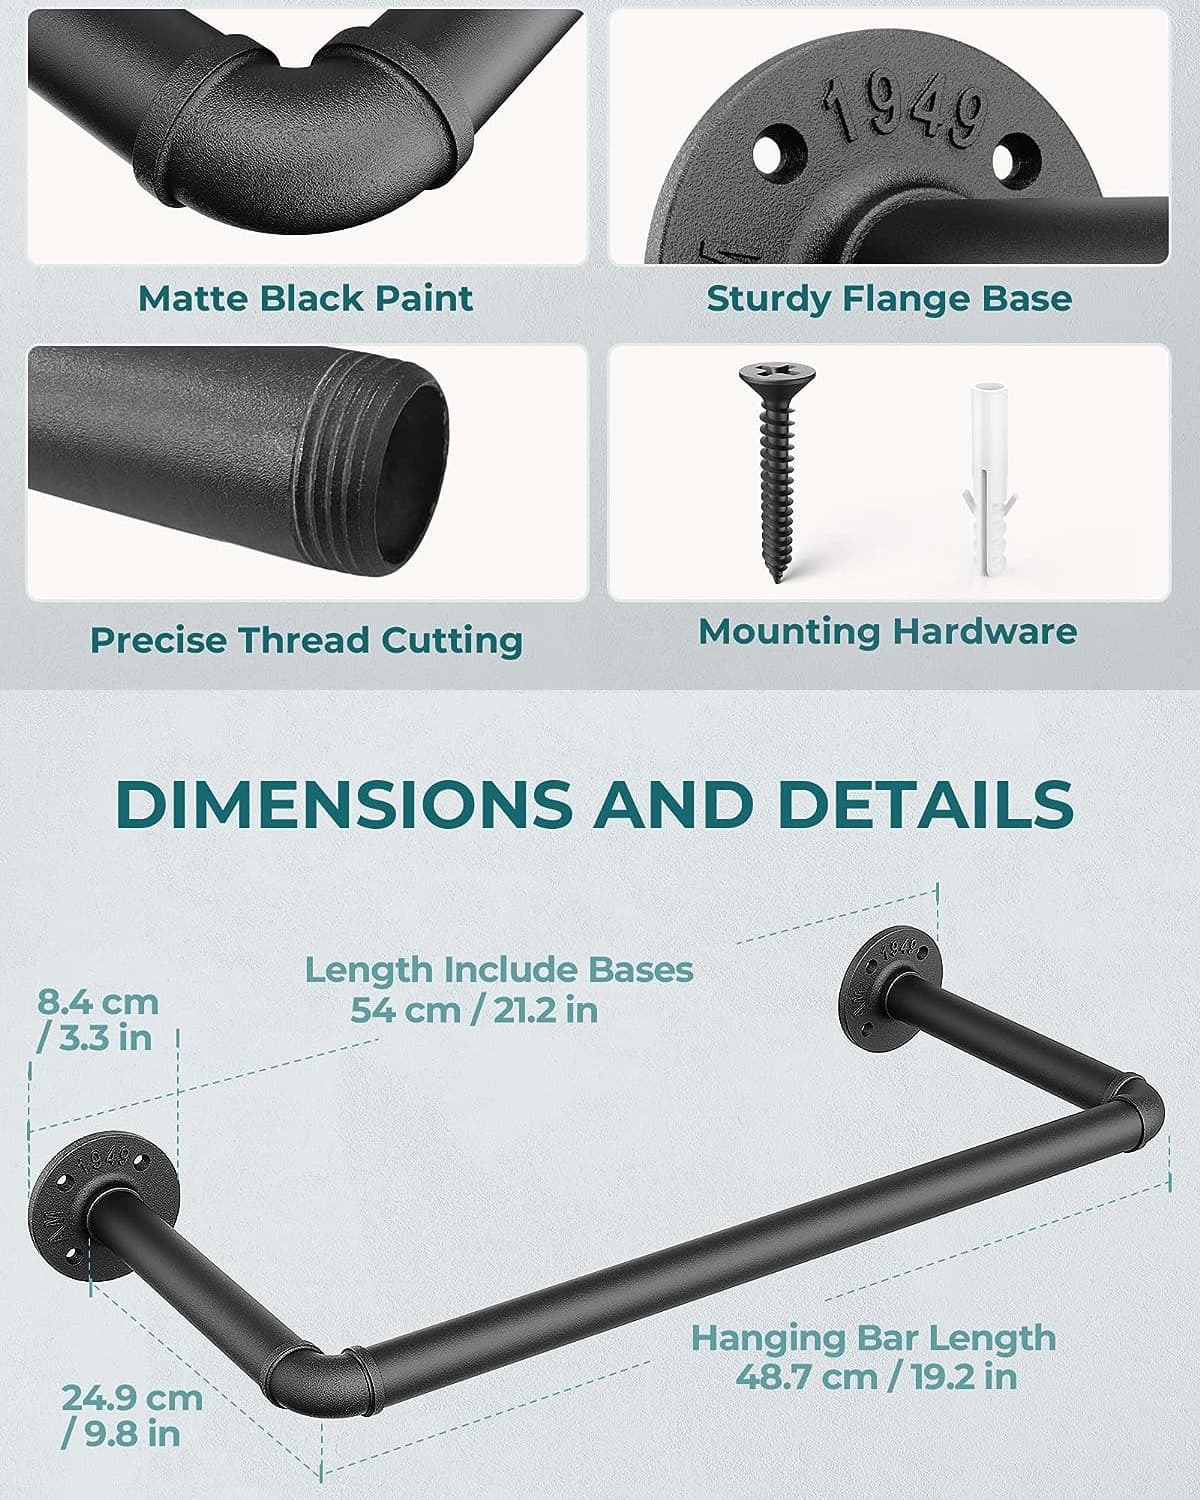 1949
Matte Black Paint
Sturdy Flange Base
Precise Thread Cutting
Mounting Hardware
DIMENSIONS AND DETAILS
Length Include Bases
54 cm / 21.2 in
8.4 cm
/ 3.3 in
1949
AM
1949
AM
Hanging Bar Length
48.7 cm / 19.2 in
24.9 cm
/ 9.8 in